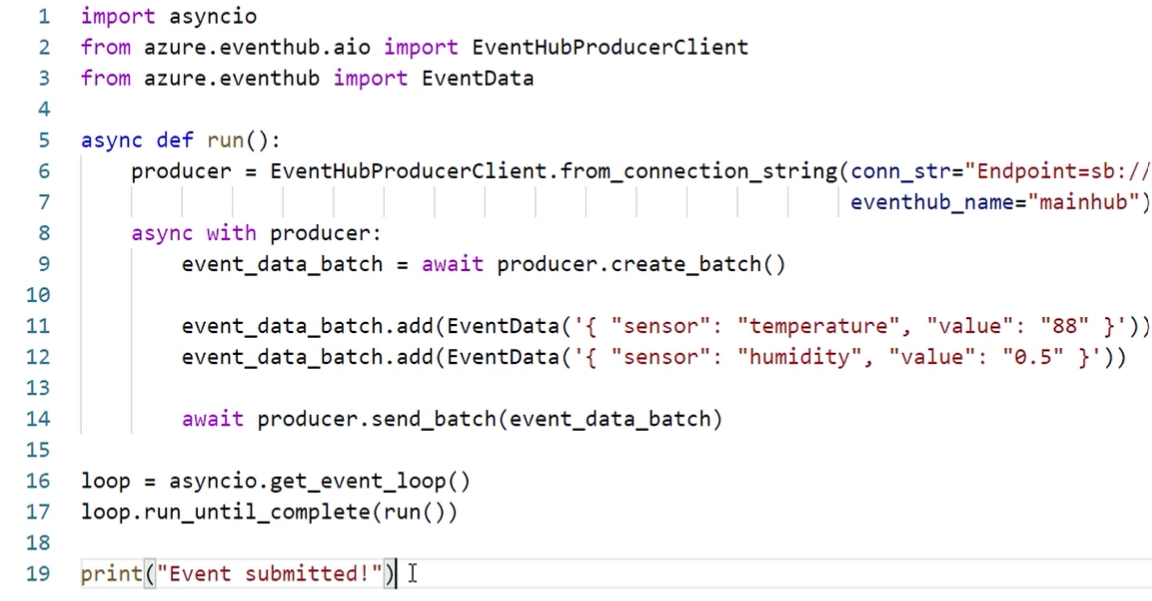 1 import asyncio
2 from azure.eventhub.aio import EventHubProducerClient
3 from azure.eventhub import EventData
4
5 async def run():
6     producer = EventHubProducerClient.from_connection_string(conn_str="Endpoint=sb://
7                                                              eventhub_name="mainhub")
8     async with producer:
9         event_data_batch = await producer.create_batch()
10
11         event_data_batch.add(EventData('{ "sensor": "temperature", "value": "88" }'))
12         event_data_batch.add(EventData('{ "sensor": "humidity", "value": "0.5" }'))
13
14         await producer.send_batch(event_data_batch)
15
16 loop = asyncio.get_event_loop()
17 loop.run_until_complete(run())
18
19 print("Event submitted!")